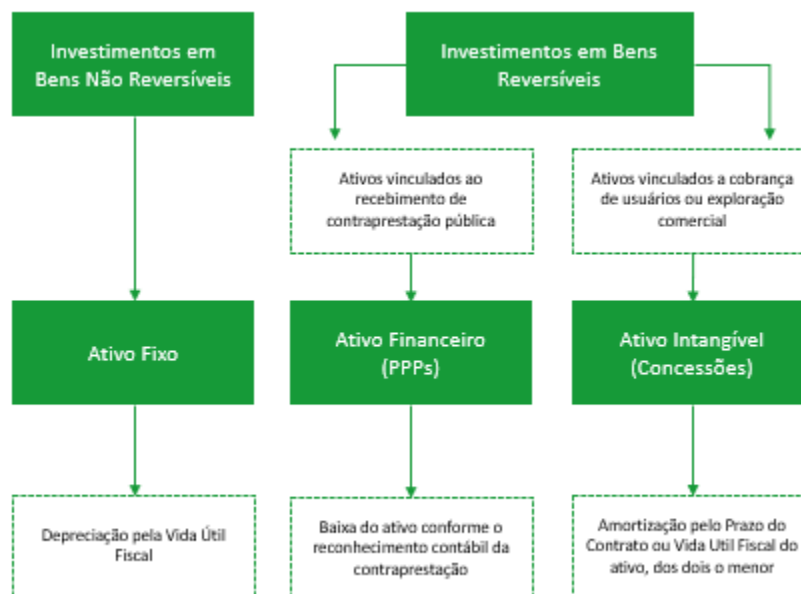 Investimentos em
Bens Não Reversíveis
Investimentos em Bens
Reversíveis
Ativos vinculados ao
recebimento de
contraprestação pública
Ativos vinculados a cobrança
de usuários ou exploração
comercial
Ativo Fixo
Ativo Financeiro
(PPPs)
Ativo Intangível
(Concessões)
Depreciação pela Vida Útil
Fiscal
Baixa do ativo conforme o
reconhecimento contábil da
contraprestação
Amortização pelo Prazo do
Contrato ou Vida Util Fiscal do
ativo, dos dois o menor